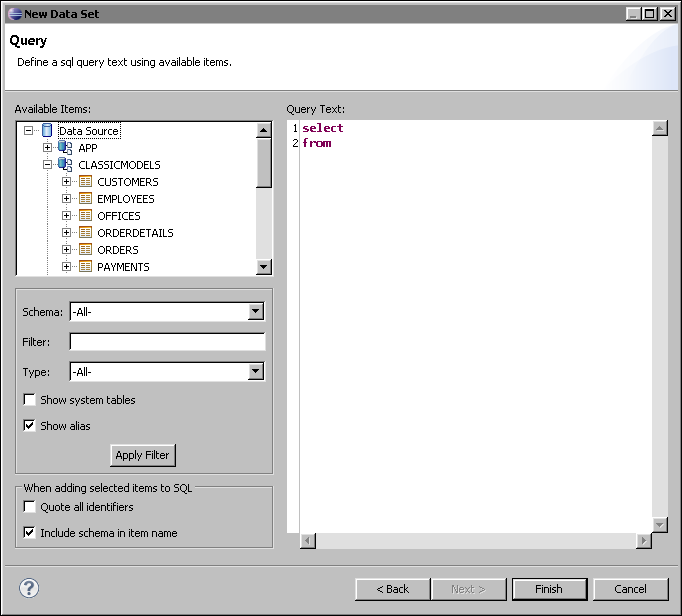 New Data Set
Query
Define a sql query text using available items.
Available Items:
Data Source
APP
CLASSICMODELS
CUSTOMERS
EMPLOYEES
OFFICES
ORDERDETAILS
ORDERS
PAYMENTS
Schema: -All-
Filter:
Type: -All-
Show system tables
Show alias
Apply Filter
When adding selected items to SQL
Quote all identifiers
Include schema in item name
Query Text:
1 select
2 from
?
< Back Next > Finish Cancel